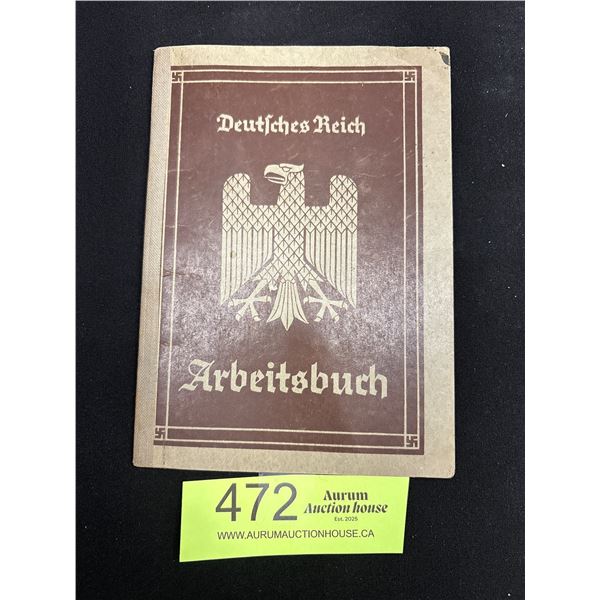 Deutsches Reich
Arbeitsbuch
472
Aurum
Auction house
Est. 2025
WWW.AURUMAUCTIONHOUSE.CA